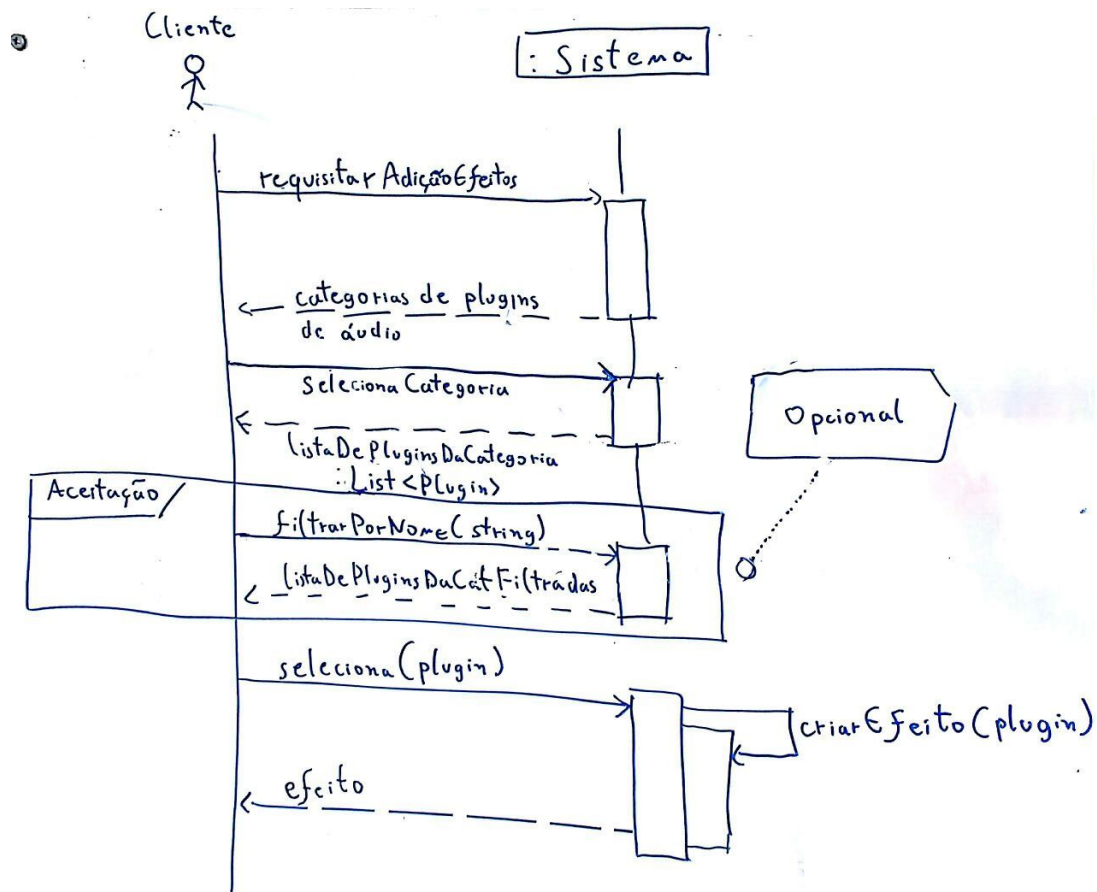 Cliente
: Sistema
requisitarAdiçãoEfeitos
categorias de plugins
de áudio
selecionaCategoria
listaDePluginsDaCategoria
: List<Plugin>
Opcional
Aceitação
filtrarPorNome(string)
listaDePluginsDaCatFiltradas
seleciona(plugin)
criarEfeito(plugin)
efeito